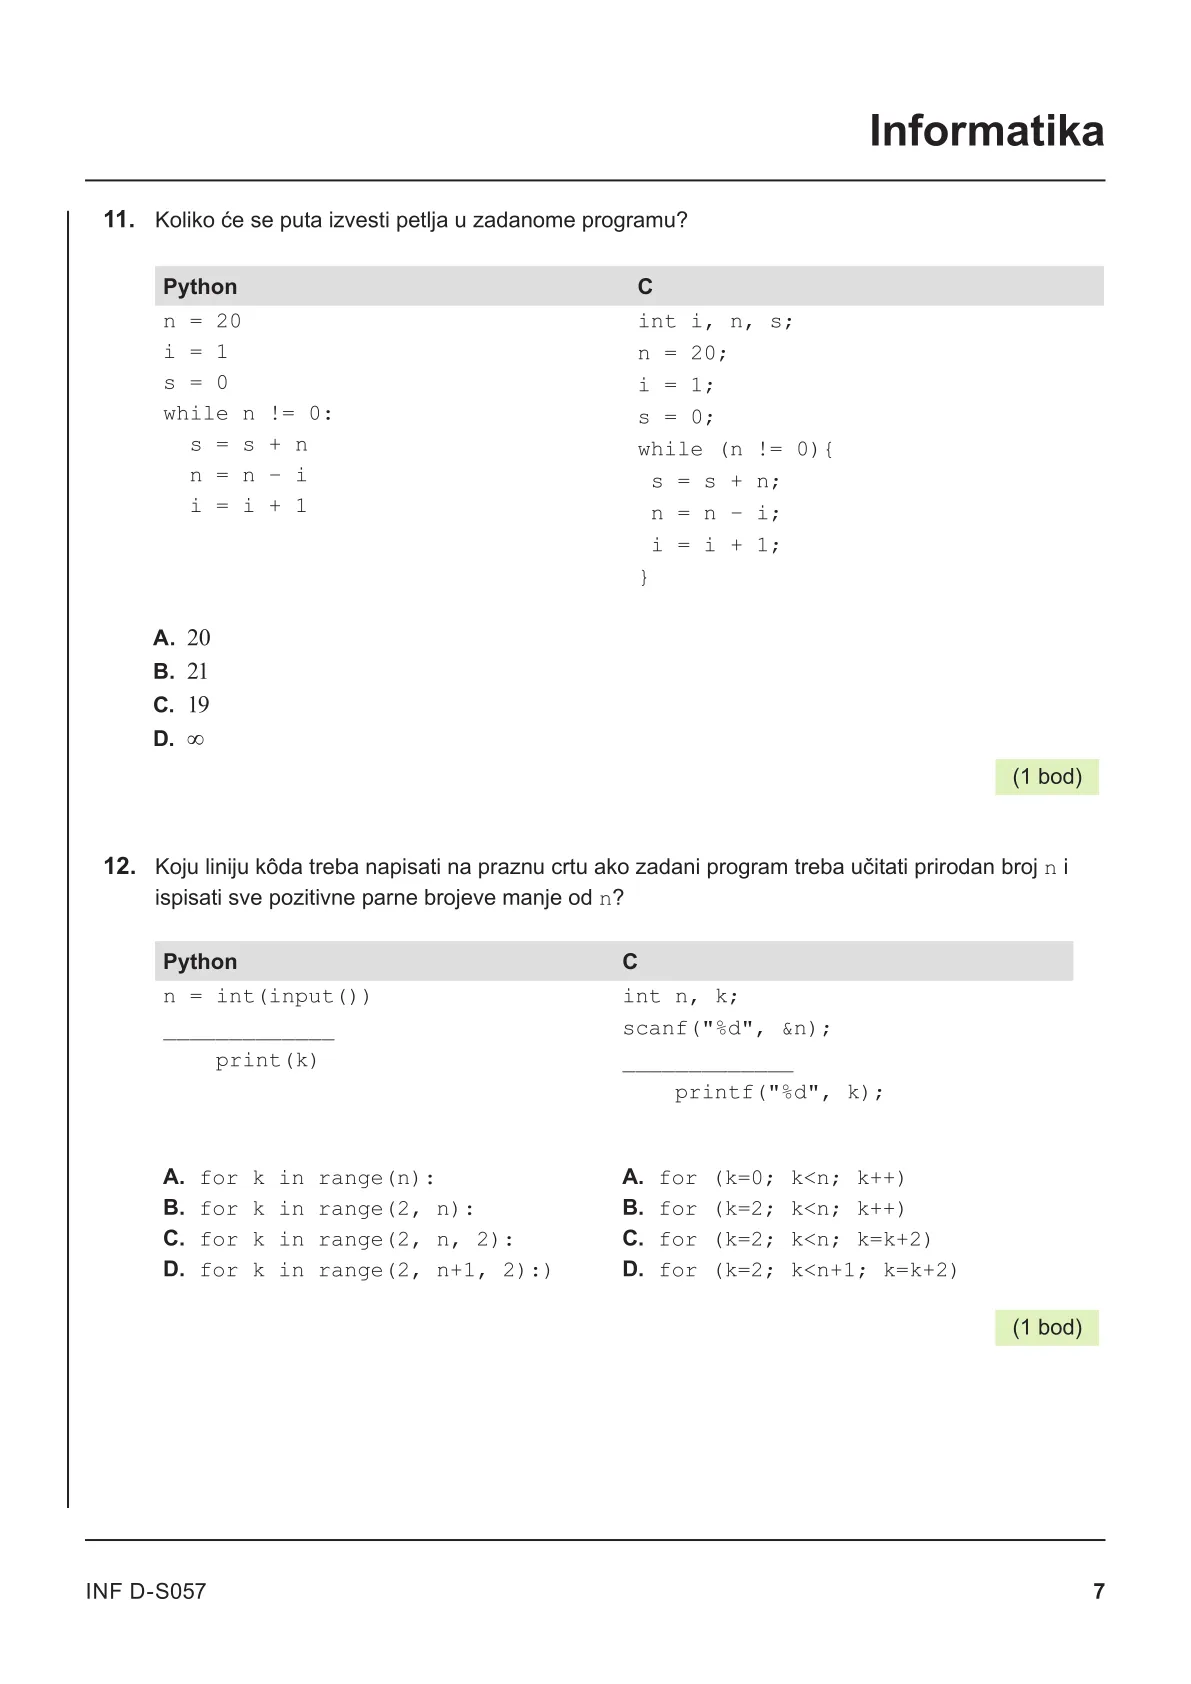 Informatika
11. Koliko će se puta izvesti petlja u zadanome programu?
Python
n = 20
i = 1
s = 0
while n != 0:
  s = s + n
  n = n – i
  i = i + 1
C
int i, n, s;
n = 20;
i = 1;
s = 0;
while (n != 0){
 s = s + n;
 n = n – i;
 i = i + 1;
}
A. 20
B. 21
C. 19
D. ∞
(1 bod)
12. Koju liniju kôda treba napisati na praznu crtu ako zadani program treba učitati prirodan broj n i
ispisati sve pozitivne parne brojeve manje od n?
Python
n = int(input())
_____________
    print(k)
C
int n, k;
scanf("%d", &n);
_____________
    printf("%d", k);
A. for k in range(n):
B. for k in range(2, n):
C. for k in range(2, n, 2):
D. for k in range(2, n+1, 2):)
A. for (k=0; k<n; k++)
B. for (k=2; k<n; k++)
C. for (k=2; k<n; k=k+2)
D. for (k=2; k<n+1; k=k+2)
(1 bod)
INF D-S057
7